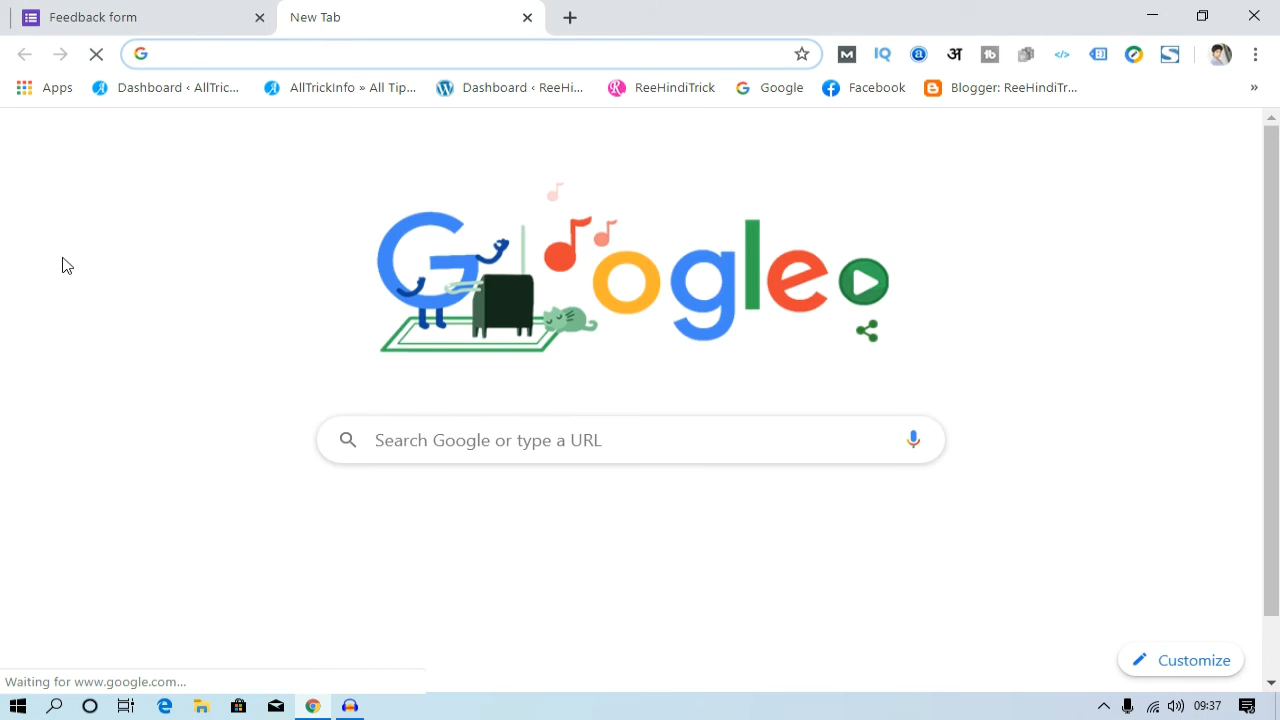 Feedback form
New Tab
Apps
Dashboard ‹ AllTric...
AllTrickInfo » All Tip...
Dashboard ‹ ReeHi...
ReeHindiTrick
Google
Facebook
Blogger: ReeHindiTr...
»
Google
Search Google or type a URL
Customize
Waiting for www.google.com...
09:37